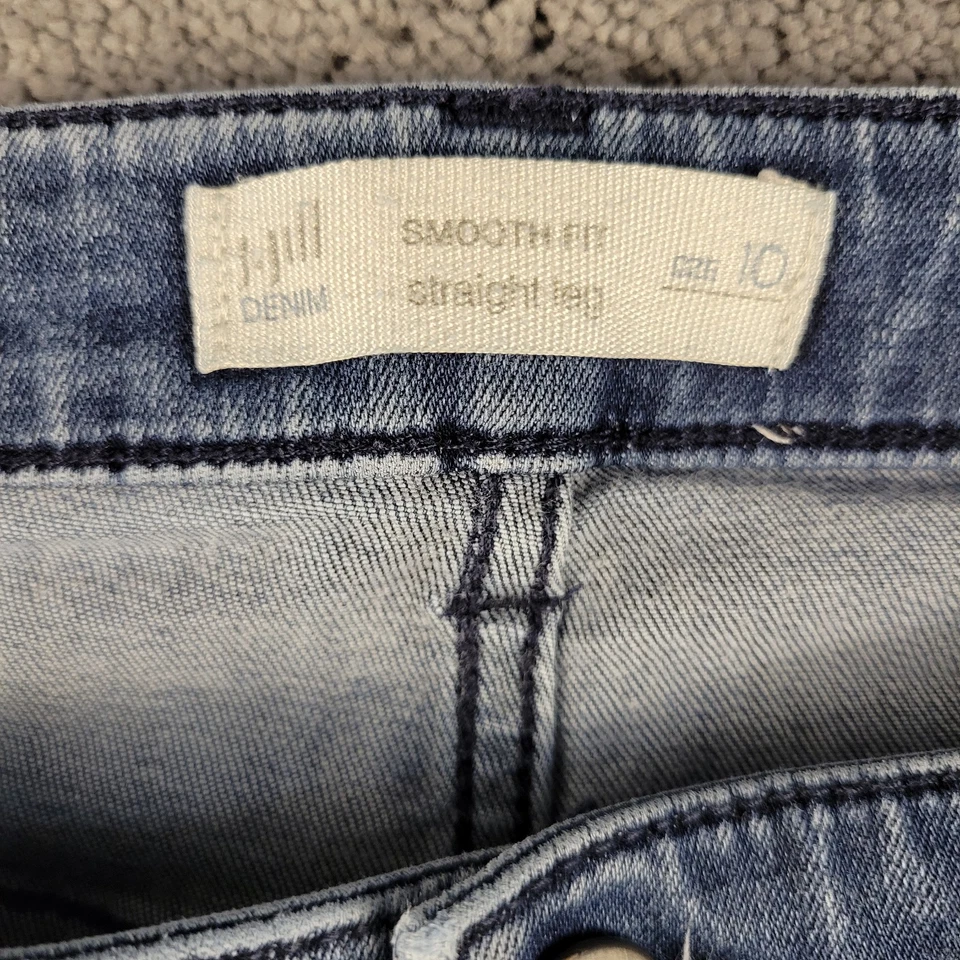 j.jill
DENIM
SMOOTH FIT
straight leg
SIZE 10